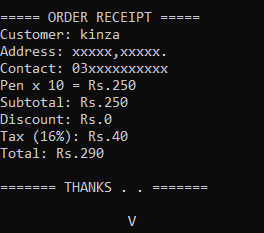 ===== ORDER RECEIPT =====
Customer: kinza
Address: xxxxx,xxxxx.
Contact: 03xxxxxxxxxx
Pen x 10 = Rs.250
Subtotal: Rs.250
Discount: Rs.0
Tax (16%): Rs.40
Total: Rs.290
======= THANKS . . =======
V